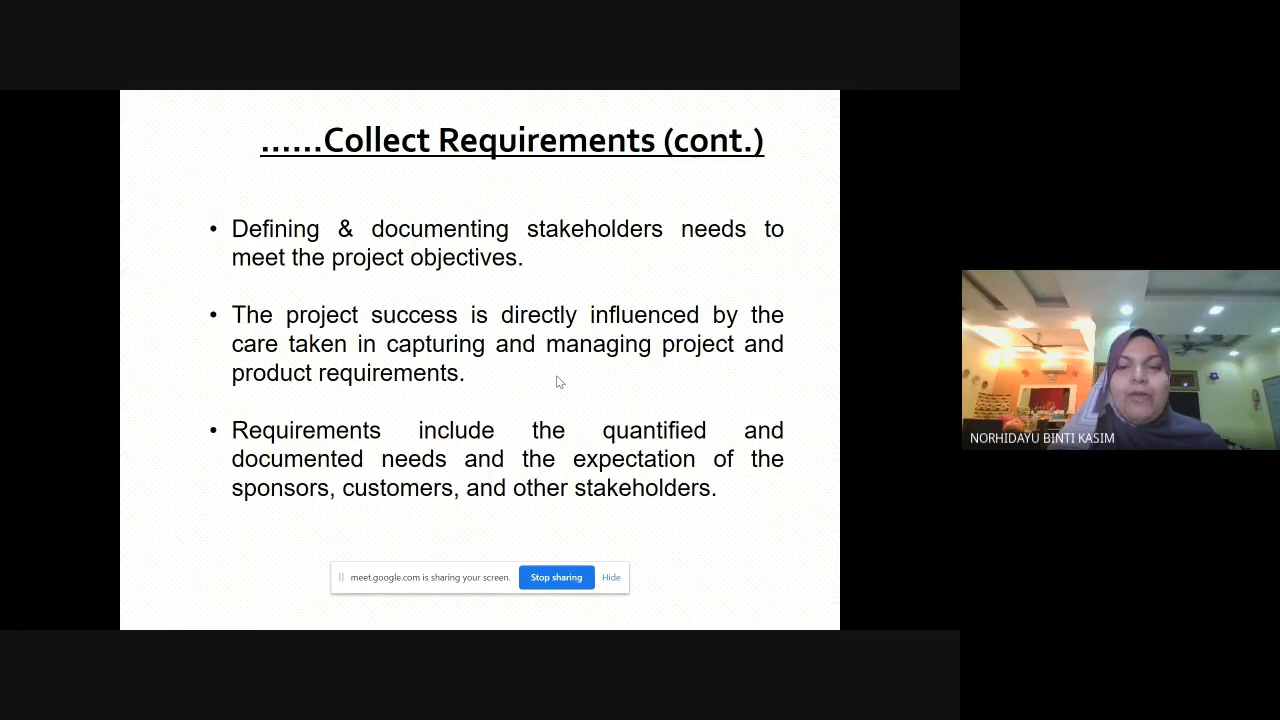 ......Collect Requirements (cont.)
• Defining & documenting stakeholders needs to
meet the project objectives.
• The project success is directly influenced by the
care taken in capturing and managing project and
product requirements.
• Requirements include the quantified and
documented needs and the expectation of the
sponsors, customers, and other stakeholders.
meet.google.com is sharing your screen. Stop sharing Hide
NORHIDAYU BINTI KASIM